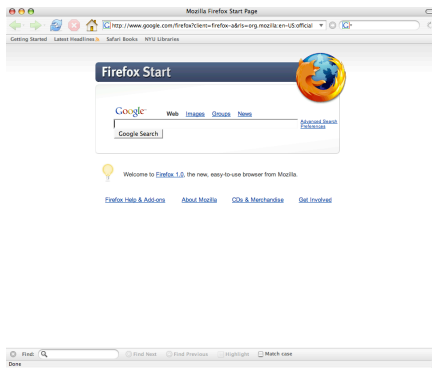 Mozilla Firefox Start Page
http://www.google.com/firefox?client=firefox-a&rls=org.mozilla:en-US:official
Getting Started Latest Headlines Safari Books NYU Libraries
Firefox Start
Google Web Images Groups News
Advanced Search
Preferences
Google Search
Welcome to Firefox 1.0, the new, easy-to-use browser from Mozilla.
Firefox Help & Add-ons About Mozilla CDs & Merchandise Get Involved
Find: Find Next Find Previous Highlight Match case
Done